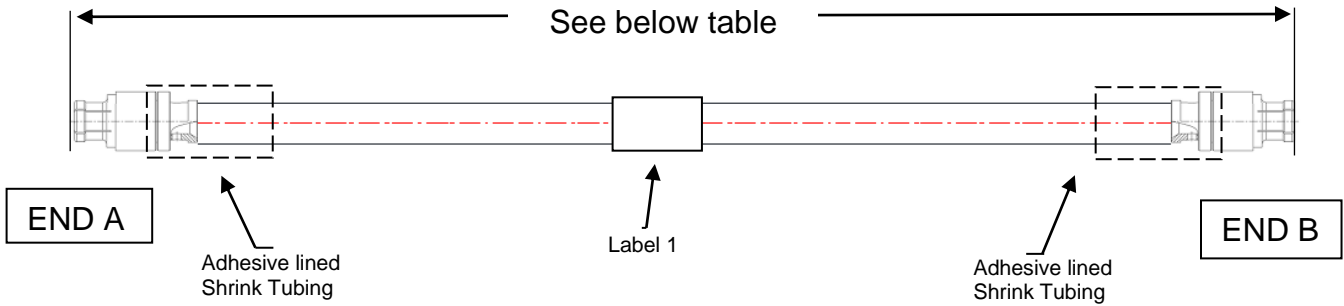 See below table
END A
Adhesive lined
Shrink Tubing
Label 1
Adhesive lined
Shrink Tubing
END B